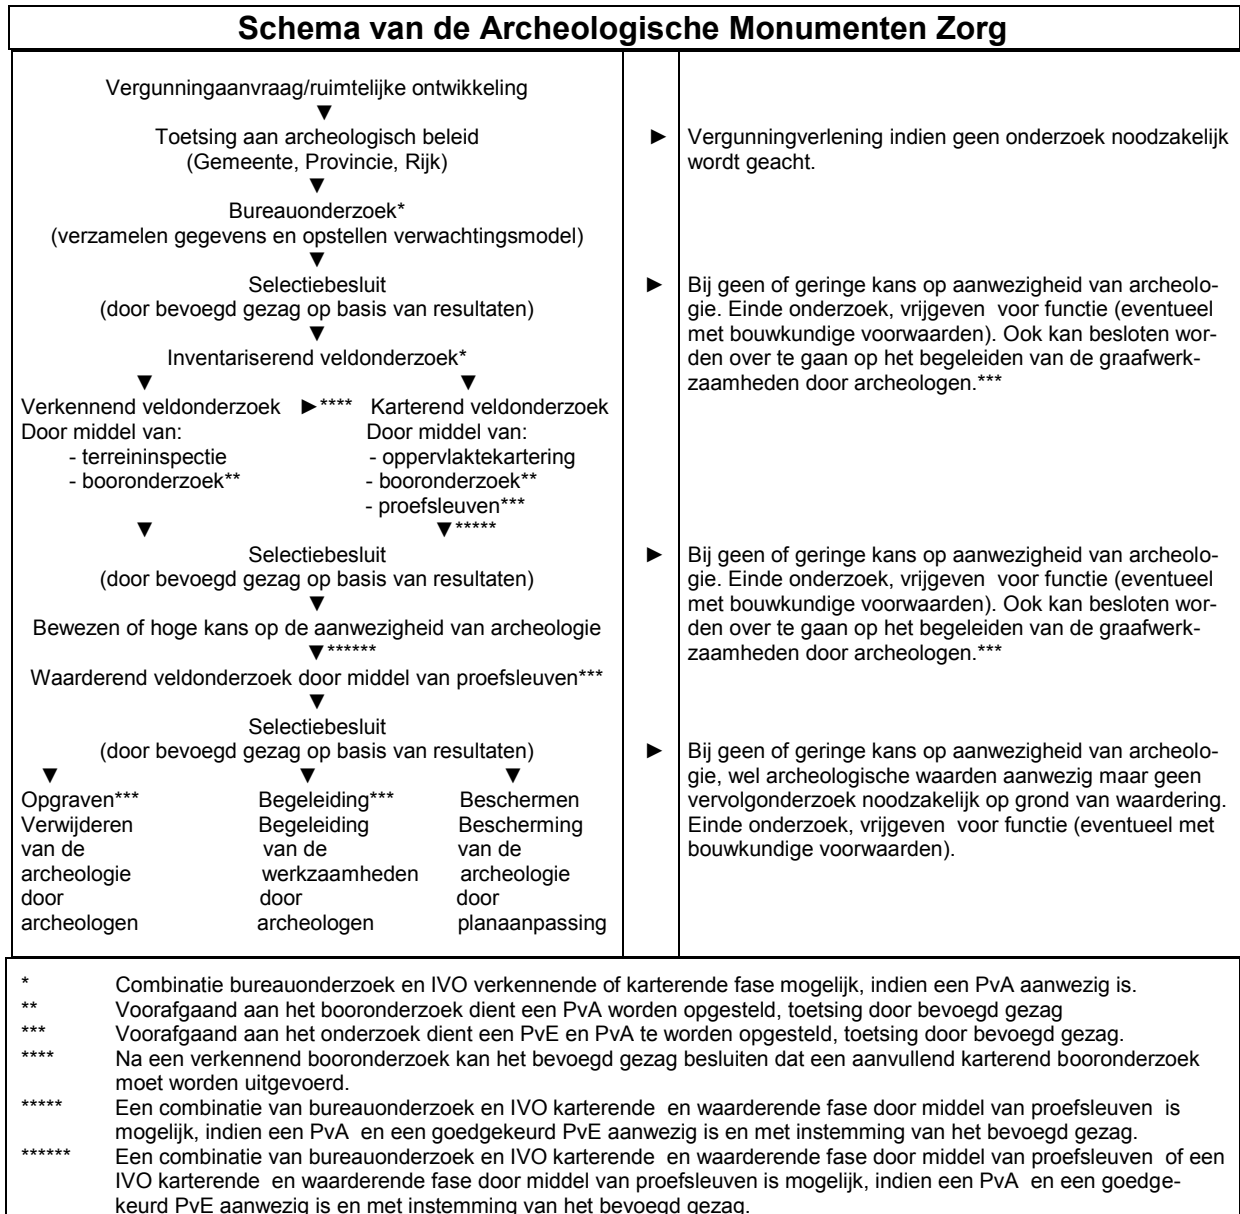 Schema van de Archeologische Monumenten Zorg
Vergunningaanvraag/ruimtelijke ontwikkeling
▼
Toetsing aan archeologisch beleid
(Gemeente, Provincie, Rijk)
► Vergunningverlening indien geen onderzoek noodzakelijk
wordt geacht.
▼
Bureauonderzoek*
(verzamelen gegevens en opstellen verwachtingsmodel)
▼
Selectiebesluit
(door bevoegd gezag op basis van resultaten)
► Bij geen of geringe kans op aanwezigheid van archeolo-
gie. Einde onderzoek, vrijgeven voor functie (eventueel
met bouwkundige voorwaarden). Ook kan besloten wor-
den over te gaan op het begeleiden van de graafwerk-
zaamheden door archeologen.***
▼
Inventariserend veldonderzoek*
▼ ▼
Verkennend veldonderzoek ►**** Karterend veldonderzoek
Door middel van: Door middel van:
- terreininspectie - oppervlaktekartering
- booronderzoek** - booronderzoek**
- proefsleuven***
▼ ▼*****
Selectiebesluit
(door bevoegd gezag op basis van resultaten)
► Bij geen of geringe kans op aanwezigheid van archeolo-
gie. Einde onderzoek, vrijgeven voor functie (eventueel
met bouwkundige voorwaarden). Ook kan besloten wor-
den over te gaan op het begeleiden van de graafwerk-
zaamheden door archeologen.***
▼
Bewezen of hoge kans op de aanwezigheid van archeologie
▼******
Waarderend veldonderzoek door middel van proefsleuven***
▼
Selectiebesluit
(door bevoegd gezag op basis van resultaten)
► Bij geen of geringe kans op aanwezigheid van archeolo-
gie, wel archeologische waarden aanwezig maar geen
vervolgonderzoek noodzakelijk op grond van waardering.
Einde onderzoek, vrijgeven voor functie (eventueel met
bouwkundige voorwaarden).
▼ ▼ ▼
Opgraven*** Begeleiding*** Beschermen
Verwijderen Begeleiding Bescherming
van de van de van de
archeologie werkzaamheden archeologie
door door door
archeologen archeologen planaanpassing
* Combinatie bureauonderzoek en IVO verkennende of karterende fase mogelijk, indien een PvA aanwezig is.
** Voorafgaand aan het booronderzoek dient een PvA worden opgesteld, toetsing door bevoegd gezag
*** Voorafgaand aan het onderzoek dient een PvE en PvA te worden opgesteld, toetsing door bevoegd gezag.
**** Na een verkennend booronderzoek kan het bevoegd gezag besluiten dat een aanvullend karterend booronderzoek
moet worden uitgevoerd.
***** Een combinatie van bureauonderzoek en IVO karterende en waarderende fase door middel van proefsleuven is
mogelijk, indien een PvA en een goedgekeurd PvE aanwezig is en met instemming van het bevoegd gezag.
****** Een combinatie van bureauonderzoek en IVO karterende en waarderende fase door middel van proefsleuven of een
IVO karterende en waarderende fase door middel van proefsleuven is mogelijk, indien een PvA en een goedge-
keurd PvE aanwezig is en met instemming van het bevoegd gezag.